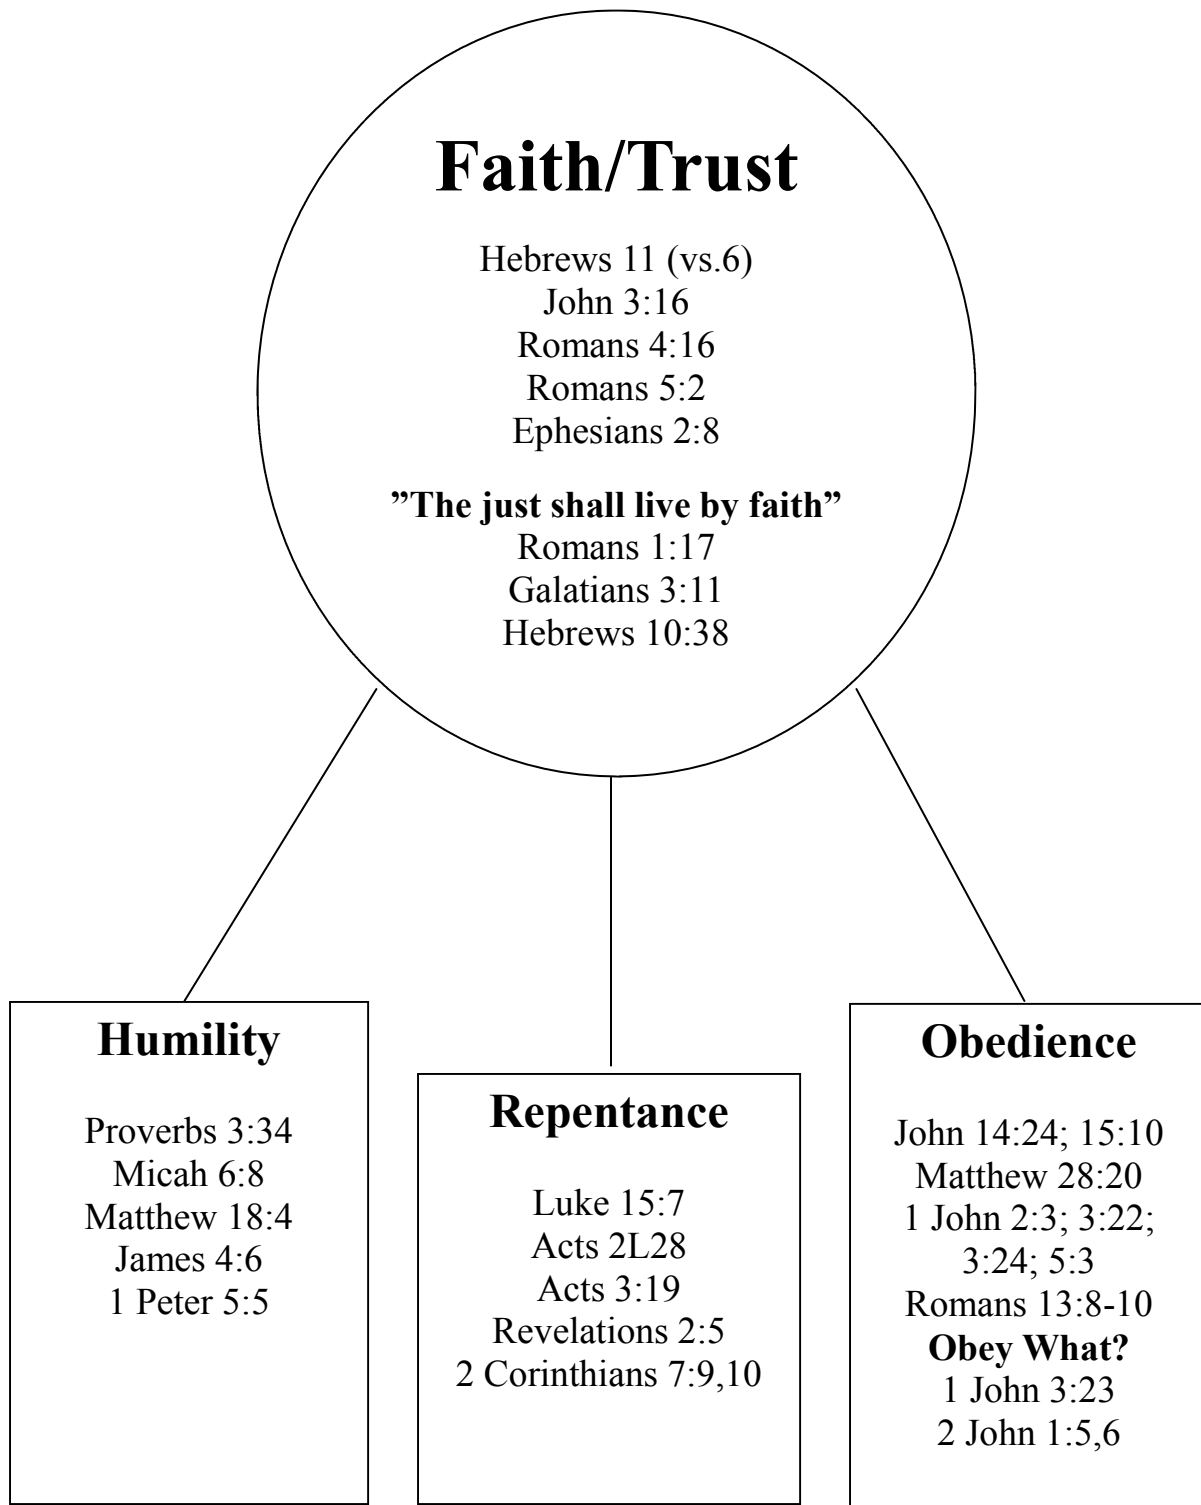 Faith/Trust
Hebrews 11 (vs.6)
John 3:16
Romans 4:16
Romans 5:2
Ephesians 2:8
”The just shall live by faith”
Romans 1:17
Galatians 3:11
Hebrews 10:38
Humility
Proverbs 3:34
Micah 6:8
Matthew 18:4
James 4:6
1 Peter 5:5
Repentance
Luke 15:7
Acts 2L28
Acts 3:19
Revelations 2:5
2 Corinthians 7:9,10
Obedience
John 14:24; 15:10
Matthew 28:20
1 John 2:3; 3:22;
3:24; 5:3
Romans 13:8-10
Obey What?
1 John 3:23
2 John 1:5,6